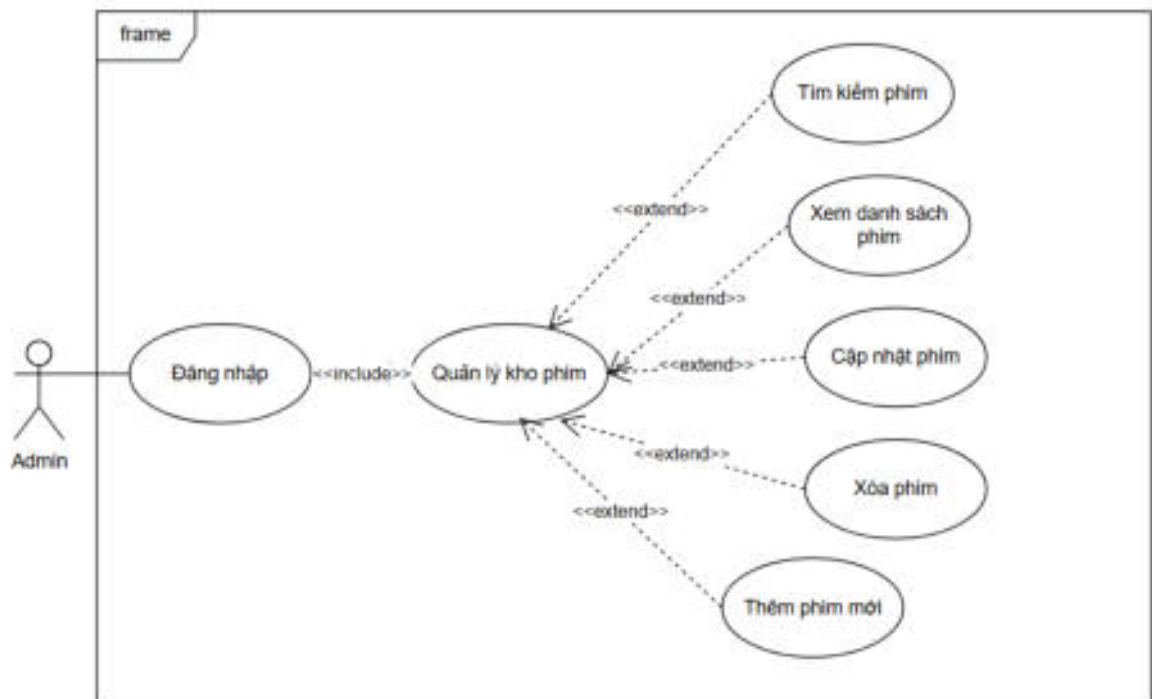 frame
Tìm kiếm phim
<<extend>>
Xem danh sách
phim
<<extend>>
Đăng nhập
<<include>>
Quản lý kho phim
<<extend>>
Cập nhật phim
Admin
<<extend>>
Xóa phim
<<extend>>
Thêm phim mới